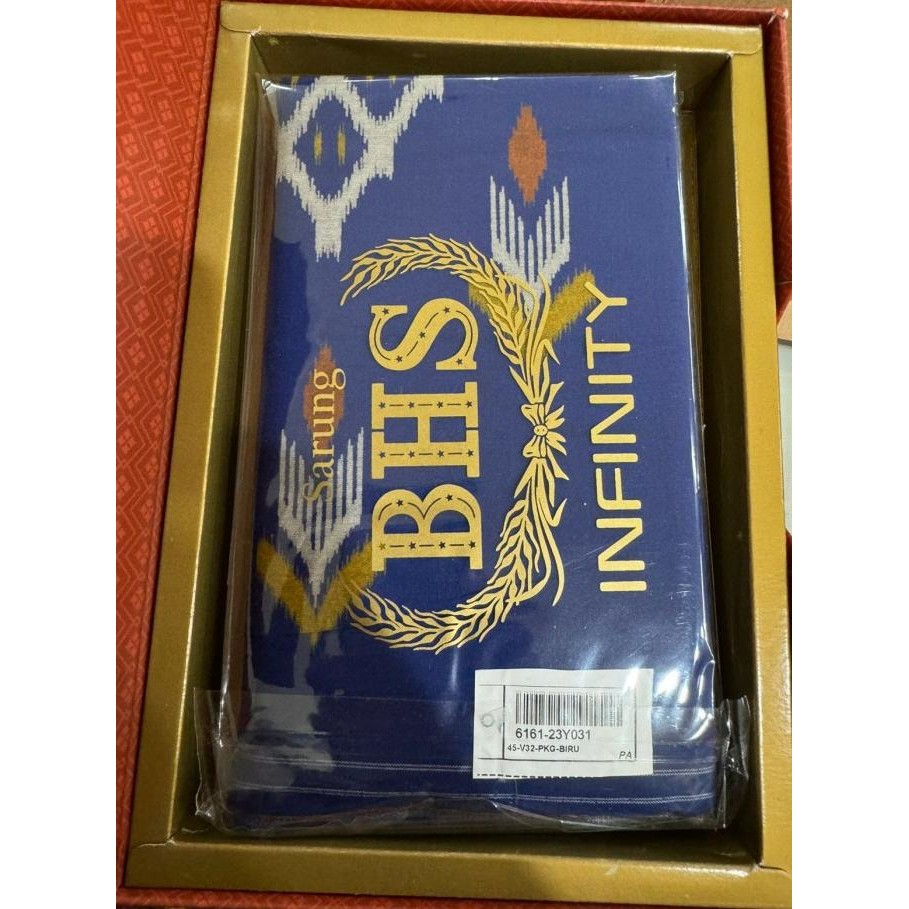 Sarung
BHS
INFINITY
6161-23Y031
45-V32-PKG-BIRU
PA